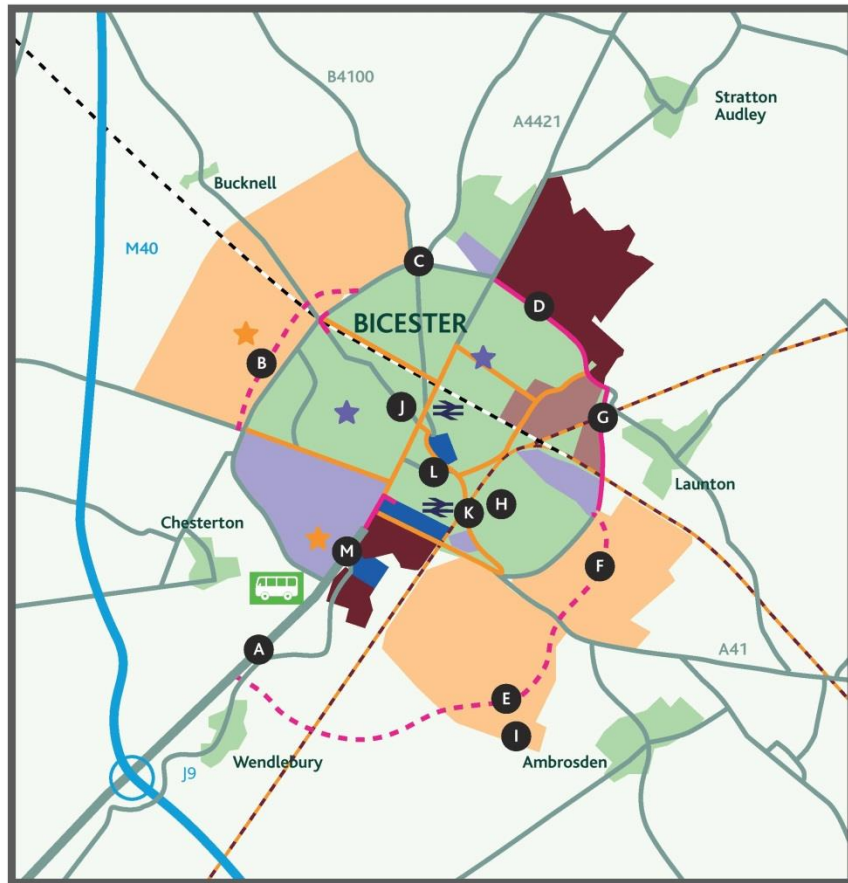 B4100
A4421
Stratton
Audley
Bucknell
M40
C
BICESTER
D
B
J
G
L
Launton
K
H
Chesterton
M
F
A
A41
E
I
Wendlebury
Ambrosden
J9